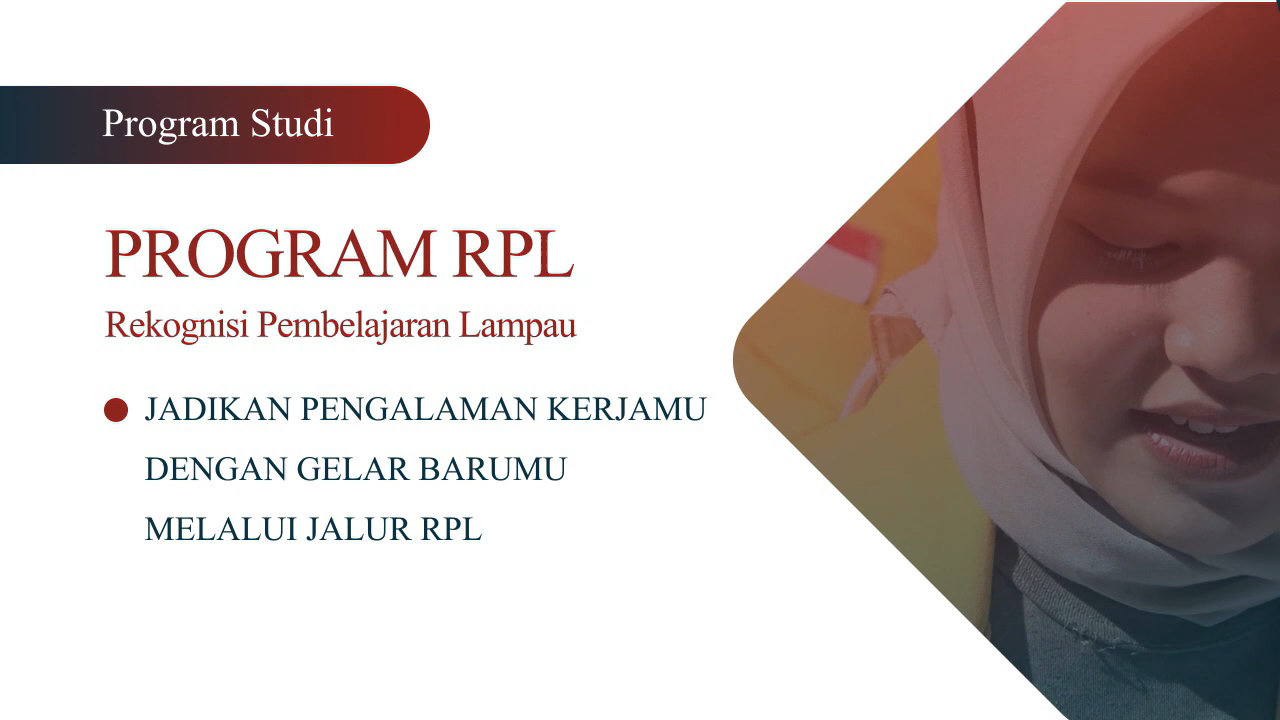 Program Studi
PROGRAM RPL
Rekognisi Pembelajaran Lampau
JADIKAN PENGALAMAN KERJAMU
DENGAN GELAR BARUMU
MELALUI JALUR RPL